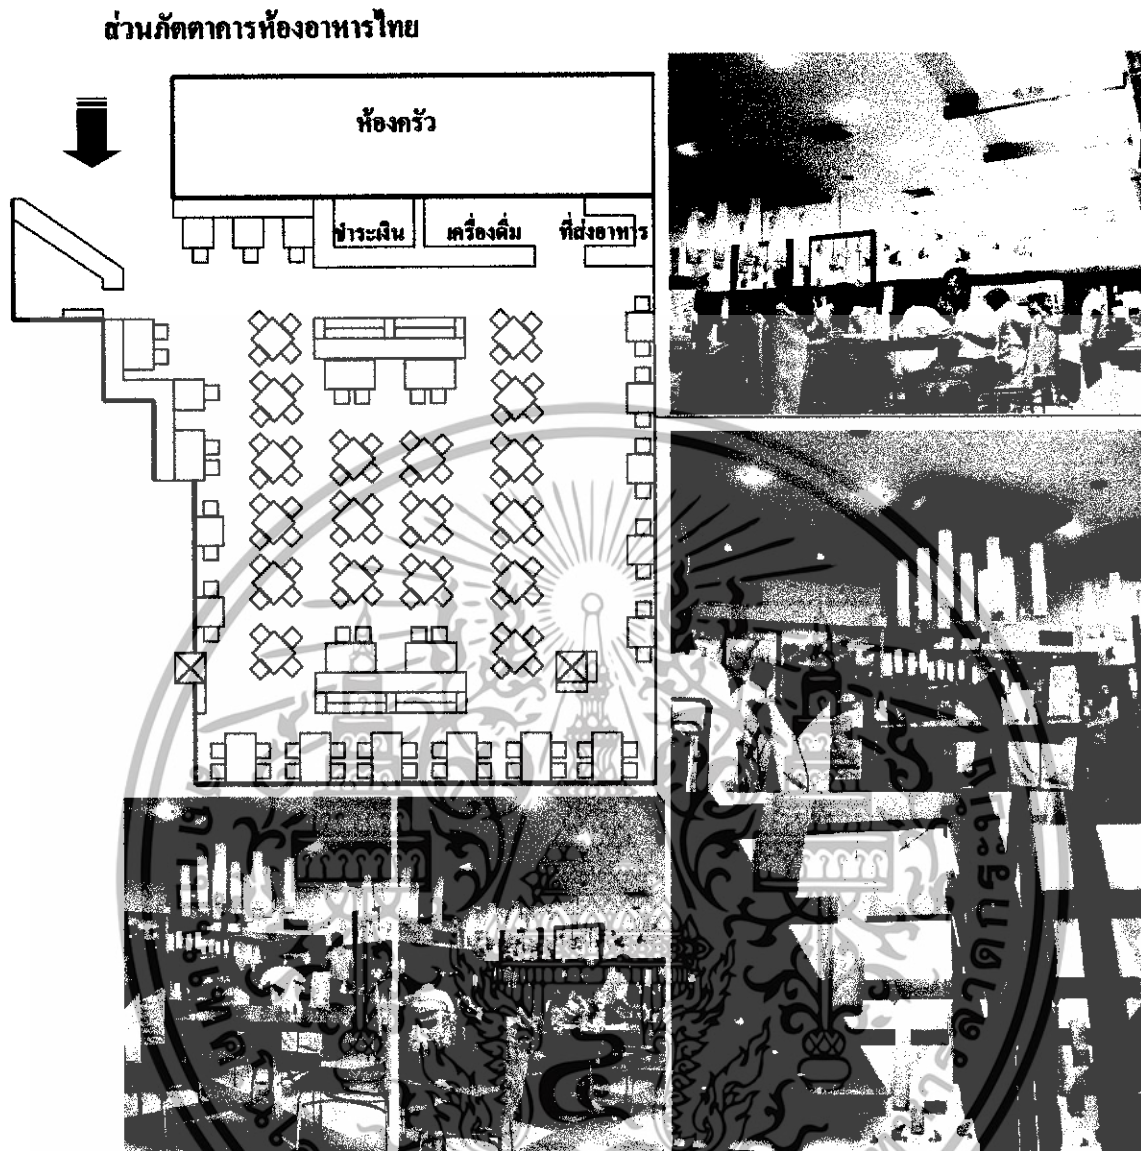 ส่วนภัตตาการห้องอาหารไทย
ห้องครัว
ชำระเงิน
เครื่องดื่ม
ที่ส่งอาหาร